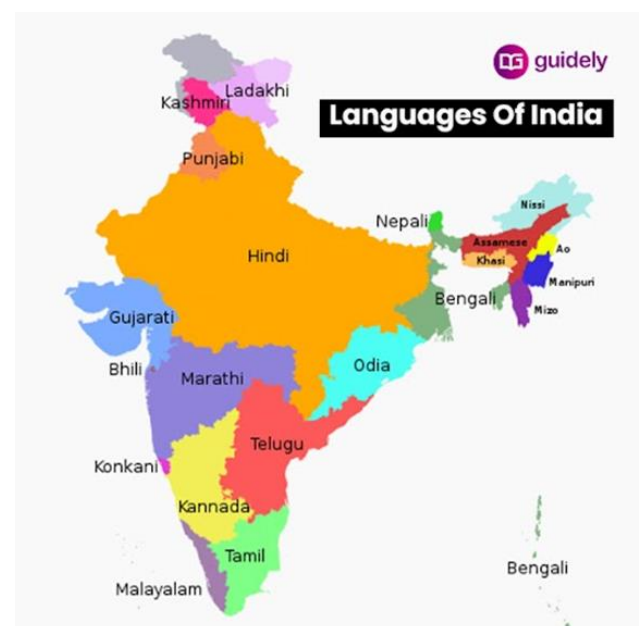 guidely
Languages Of India
Ladakhi
Kashmiri
Punjabi
Nissi
Nepali
Assamese
Ao
Hindi
Khasi
Manipuri
Bengali
Mizo
Gujarati
Bhili
Marathi
Odia
Telugu
Konkani
Kannada
Tamil
Bengali
Malayalam